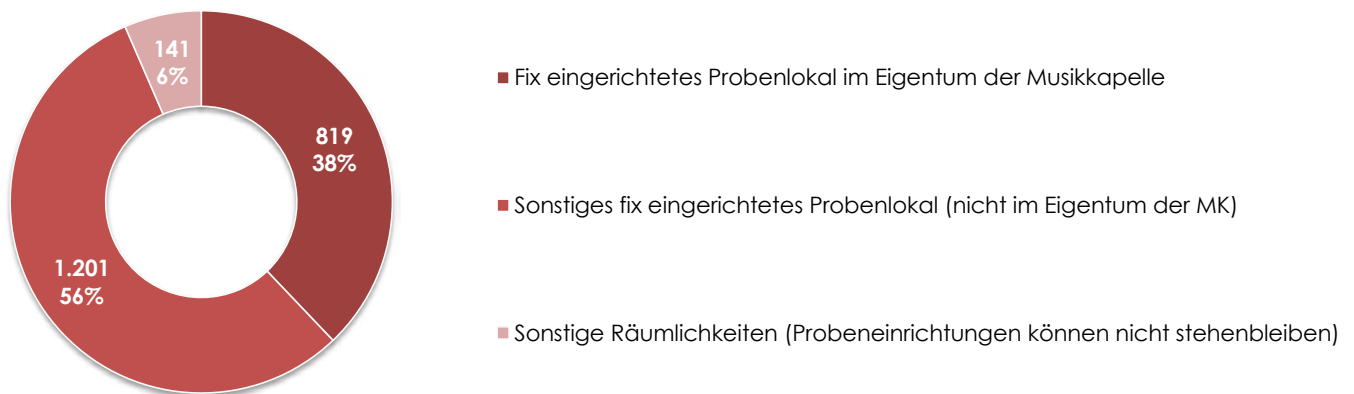 141
6%
819
38%
1.201
56%
Fix eingerichtetes Probenlokal im Eigentum der Musikkapelle
Sonstiges fix eingerichtetes Probenlokal (nicht im Eigentum der MK)
Sonstige Räumlichkeiten (Probeneinrichtungen können nicht stehenbleiben)